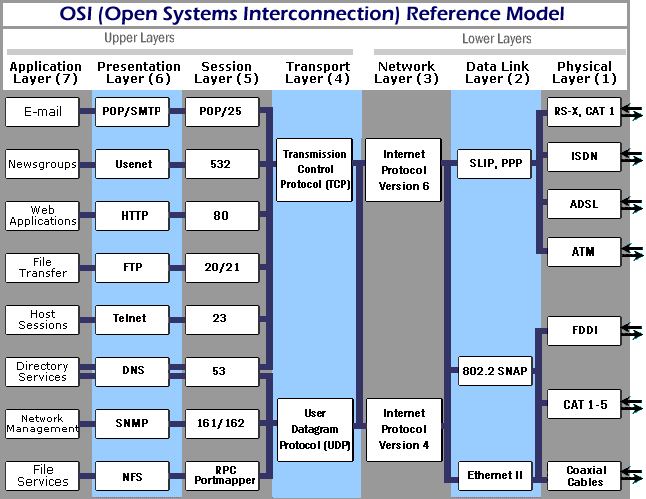 OSI (Open Systems Interconnection) Reference Model
Upper Layers
Lower Layers
Application Layer (7)
Presentation Layer (6)
Session Layer (5)
Transport Layer (4)
Network Layer (3)
Data Link Layer (2)
Physical Layer (1)
E-mail
POP/SMTP
POP/25
RS-X, CAT 1
Newsgroups
Usenet
532
Transmission
Control
Protocol (TCP)
Internet
Protocol
Version 6
SLIP, PPP
ISDN
Web
Applications
HTTP
80
ADSL
File
Transfer
FTP
20/21
ATM
Host
Sessions
Telnet
23
FDDI
Directory
Services
DNS
53
802.2 SNAP
Network
Management
SNMP
161/162
User
Datagram
Protocol (UDP)
Internet
Protocol
Version 4
CAT 1-5
File
Services
NFS
RPC
Portmapper
Ethernet II
Coaxial
Cables